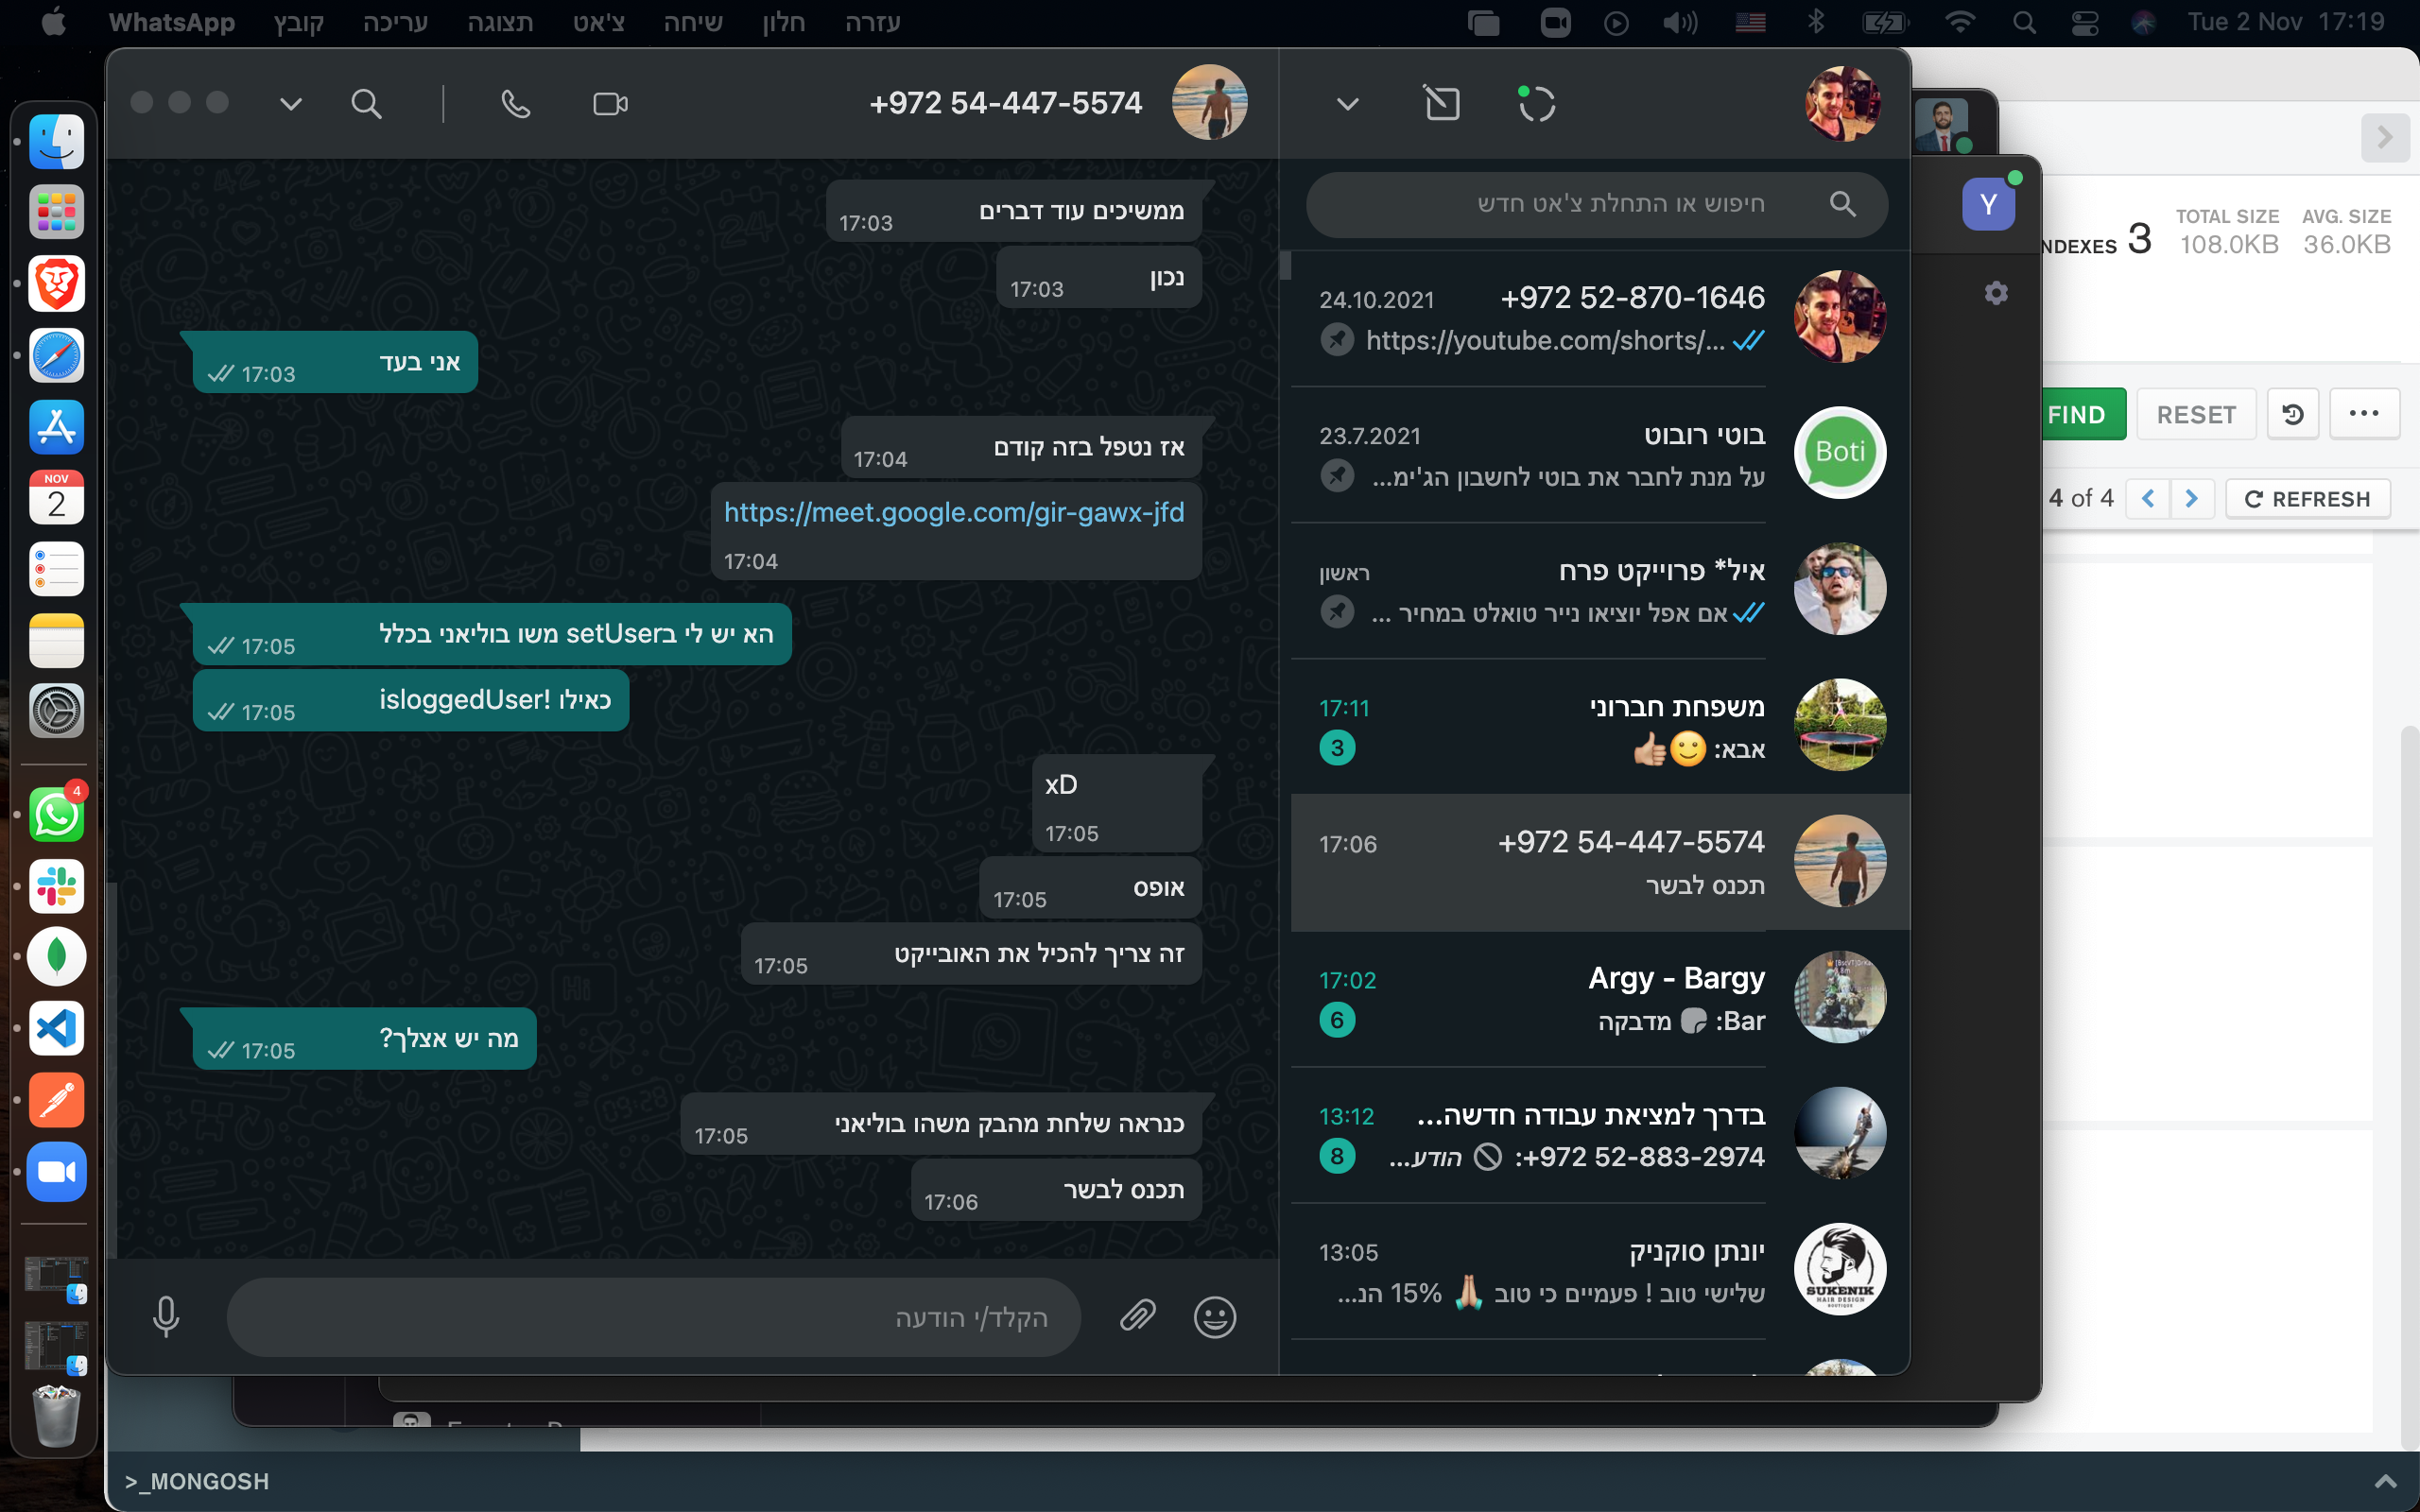 WhatsApp קובץ עריכה תצוגה צ'אט שיחה חלון עזרה
Tue 2 Nov 17:19
+972 54-447-5574
ממשיכים עוד דברים
17:03
נכון
17:03
אני בעד
17:03
אז נטפל בזה קודם
17:04
https://meet.google.com/gir-gawx-jfd
17:04
הא יש לי בsetUser משו בוליאני בכלל
17:05
כאילו !isloggedUser
17:05
xD
17:05
אופס
17:05
זה צריך להכיל את האובייקט
17:05
מה יש אצלך?
17:05
כנראה שלחת מהבק משהו בוליאני
17:05
תכנס לבשר
17:06
הקלד/י הודעה
חיפוש או התחלת צ'אט חדש
+972 52-870-1646
24.10.2021
https://youtube.com/shorts/...
בוטי רובוט
23.7.2021
על מנת לחבר את בוטי לחשבון הג'ימ...
Boti
איל* פרוייקט פרח
ראשון
אם אפל יוציאו נייר טואלט במחיר ...
משפחת חברוני
17:11
אבא: 🙂👍🏼
3
+972 54-447-5574
17:06
תכנס לבשר
Argy - Bargy
17:02
Bar: מדבקה
6
בדרך למציאת עבודה חדשה...
13:12
+972 52-883-2974: הודע...
8
יונתן סוקניק
13:05
שלישי טוב ! פעמיים כי טוב 🙏🏼 15% הנ...
SUKENIK
HAIR DESIGN
Y
NDEXES 3
TOTAL SIZE
108.0KB
AVG. SIZE
36.0KB
FIND
RESET
4 of 4
REFRESH
NOV
2
4
>_MONGOSH